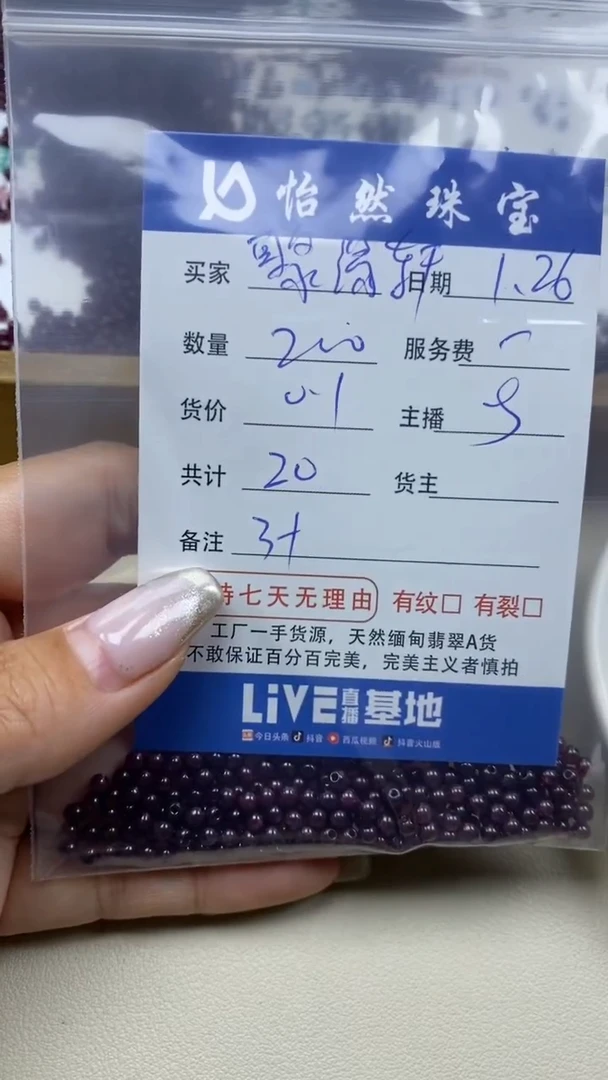 怡然珠宝
买家 日期 1.26
数量 200 服务费
货价 0.1 主播
共计 20 货主
备注
持七天无理由 有纹□ 有裂□
工厂一手货源，天然缅甸翡翠A货
不敢保证百分百完美，完美主义者慎拍
LiVE直播基地
今日头条 抖音 西瓜视频 抖音火山版